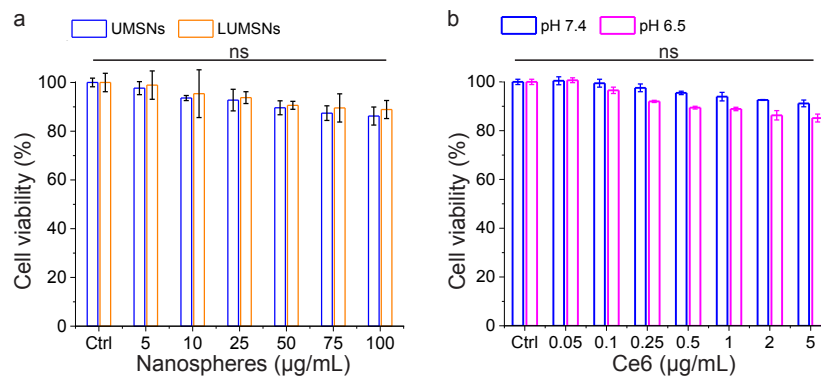 a
UMSNs LUMSNs
ns
Cell viability (%)
100
80
60
40
20
0
Ctrl 5 10 25 50 75 100
Nanospheres (μg/mL)
b
pH 7.4 pH 6.5
ns
Cell viability (%)
100
80
60
40
20
0
Ctrl 0.05 0.1 0.25 0.5 1 2 5
Ce6 (μg/mL)